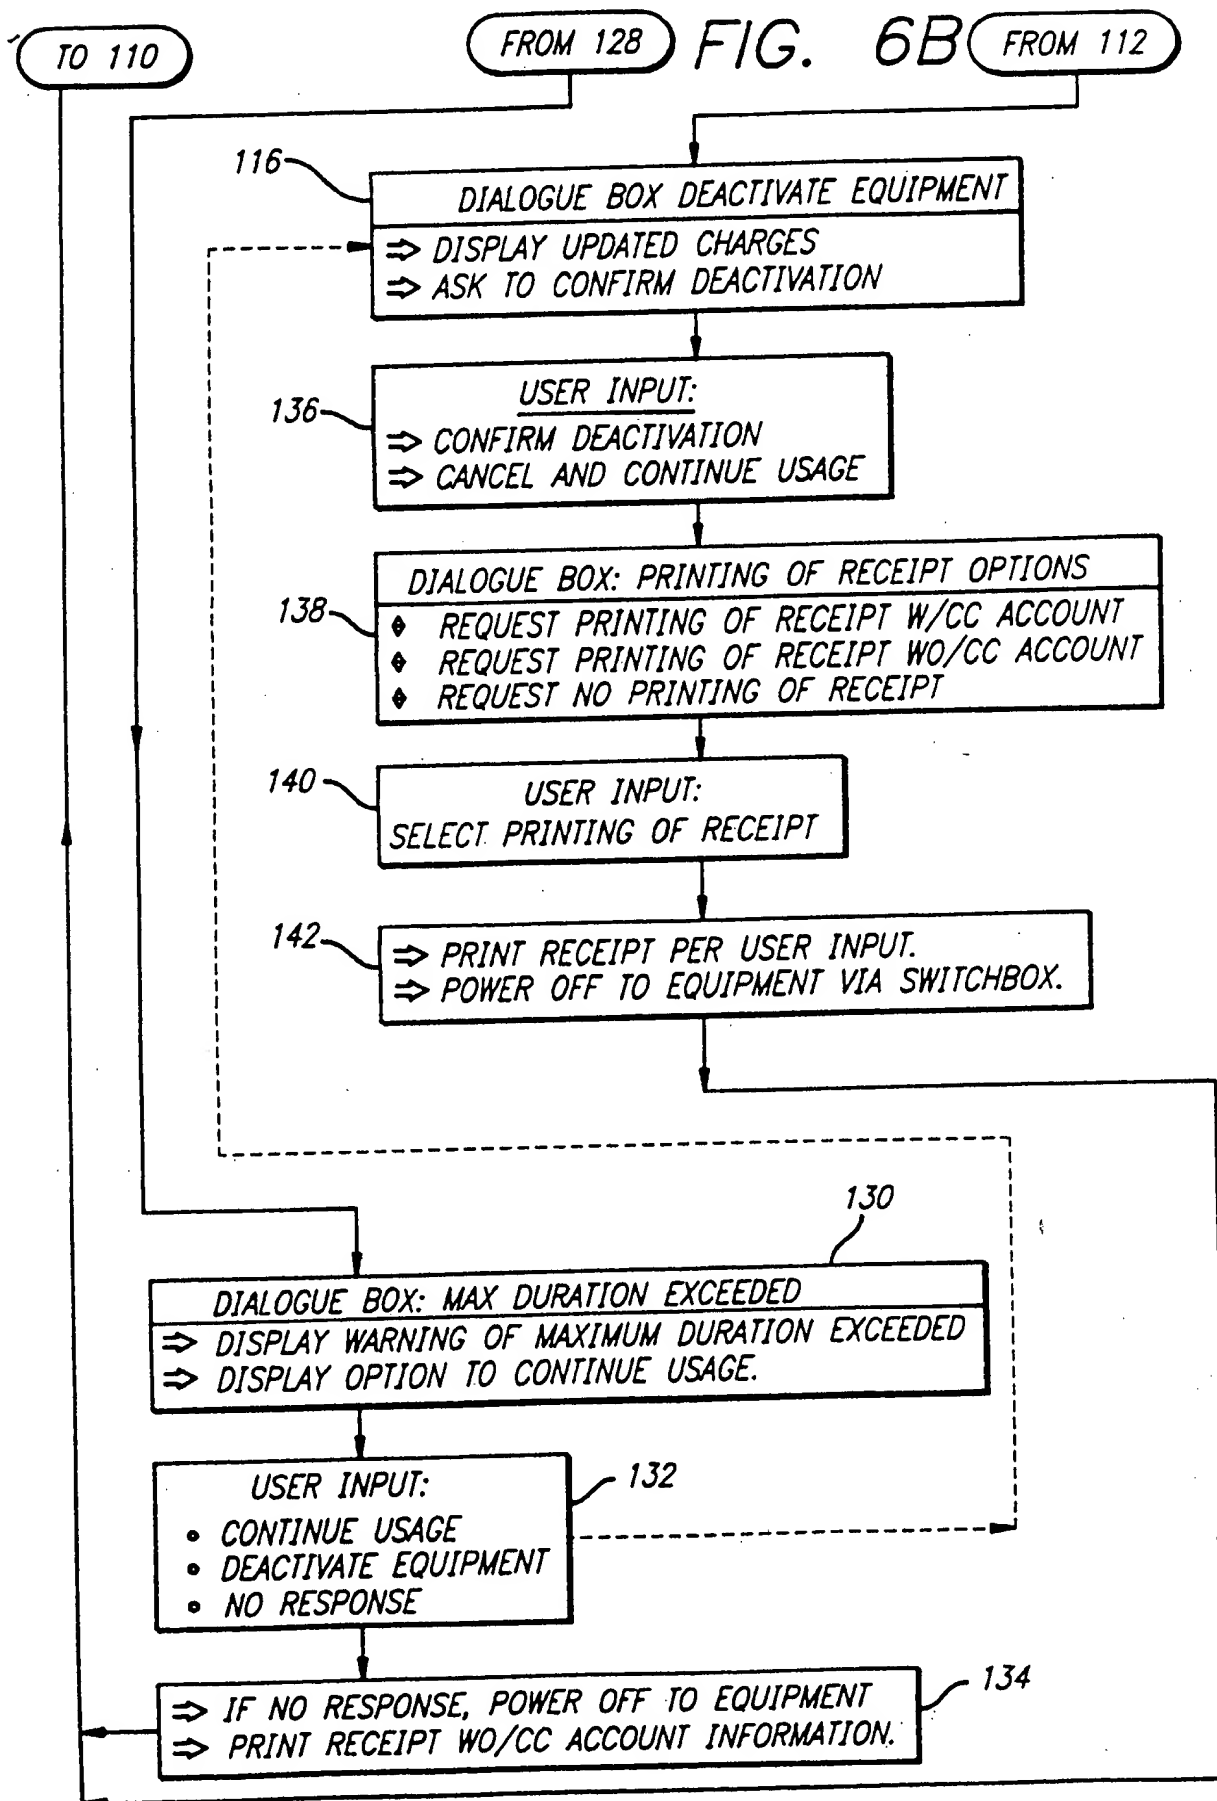 TO 110
FROM 128
FIG. 6B
FROM 112
116
DIALOGUE BOX DEACTIVATE EQUIPMENT
⇒ DISPLAY UPDATED CHARGES
⇒ ASK TO CONFIRM DEACTIVATION
136
USER INPUT:
⇒ CONFIRM DEACTIVATION
⇒ CANCEL AND CONTINUE USAGE
DIALOGUE BOX: PRINTING OF RECEIPT OPTIONS
138
♦ REQUEST PRINTING OF RECEIPT W/CC ACCOUNT
♦ REQUEST PRINTING OF RECEIPT WO/CC ACCOUNT
♦ REQUEST NO PRINTING OF RECEIPT
140
USER INPUT:
SELECT PRINTING OF RECEIPT
142
⇒ PRINT RECEIPT PER USER INPUT.
⇒ POWER OFF TO EQUIPMENT VIA SWITCHBOX.
130
DIALOGUE BOX: MAX DURATION EXCEEDED
⇒ DISPLAY WARNING OF MAXIMUM DURATION EXCEEDED
⇒ DISPLAY OPTION TO CONTINUE USAGE.
132
USER INPUT:
• CONTINUE USAGE
• DEACTIVATE EQUIPMENT
• NO RESPONSE
134
⇒ IF NO RESPONSE, POWER OFF TO EQUIPMENT
⇒ PRINT RECEIPT WO/CC ACCOUNT INFORMATION.